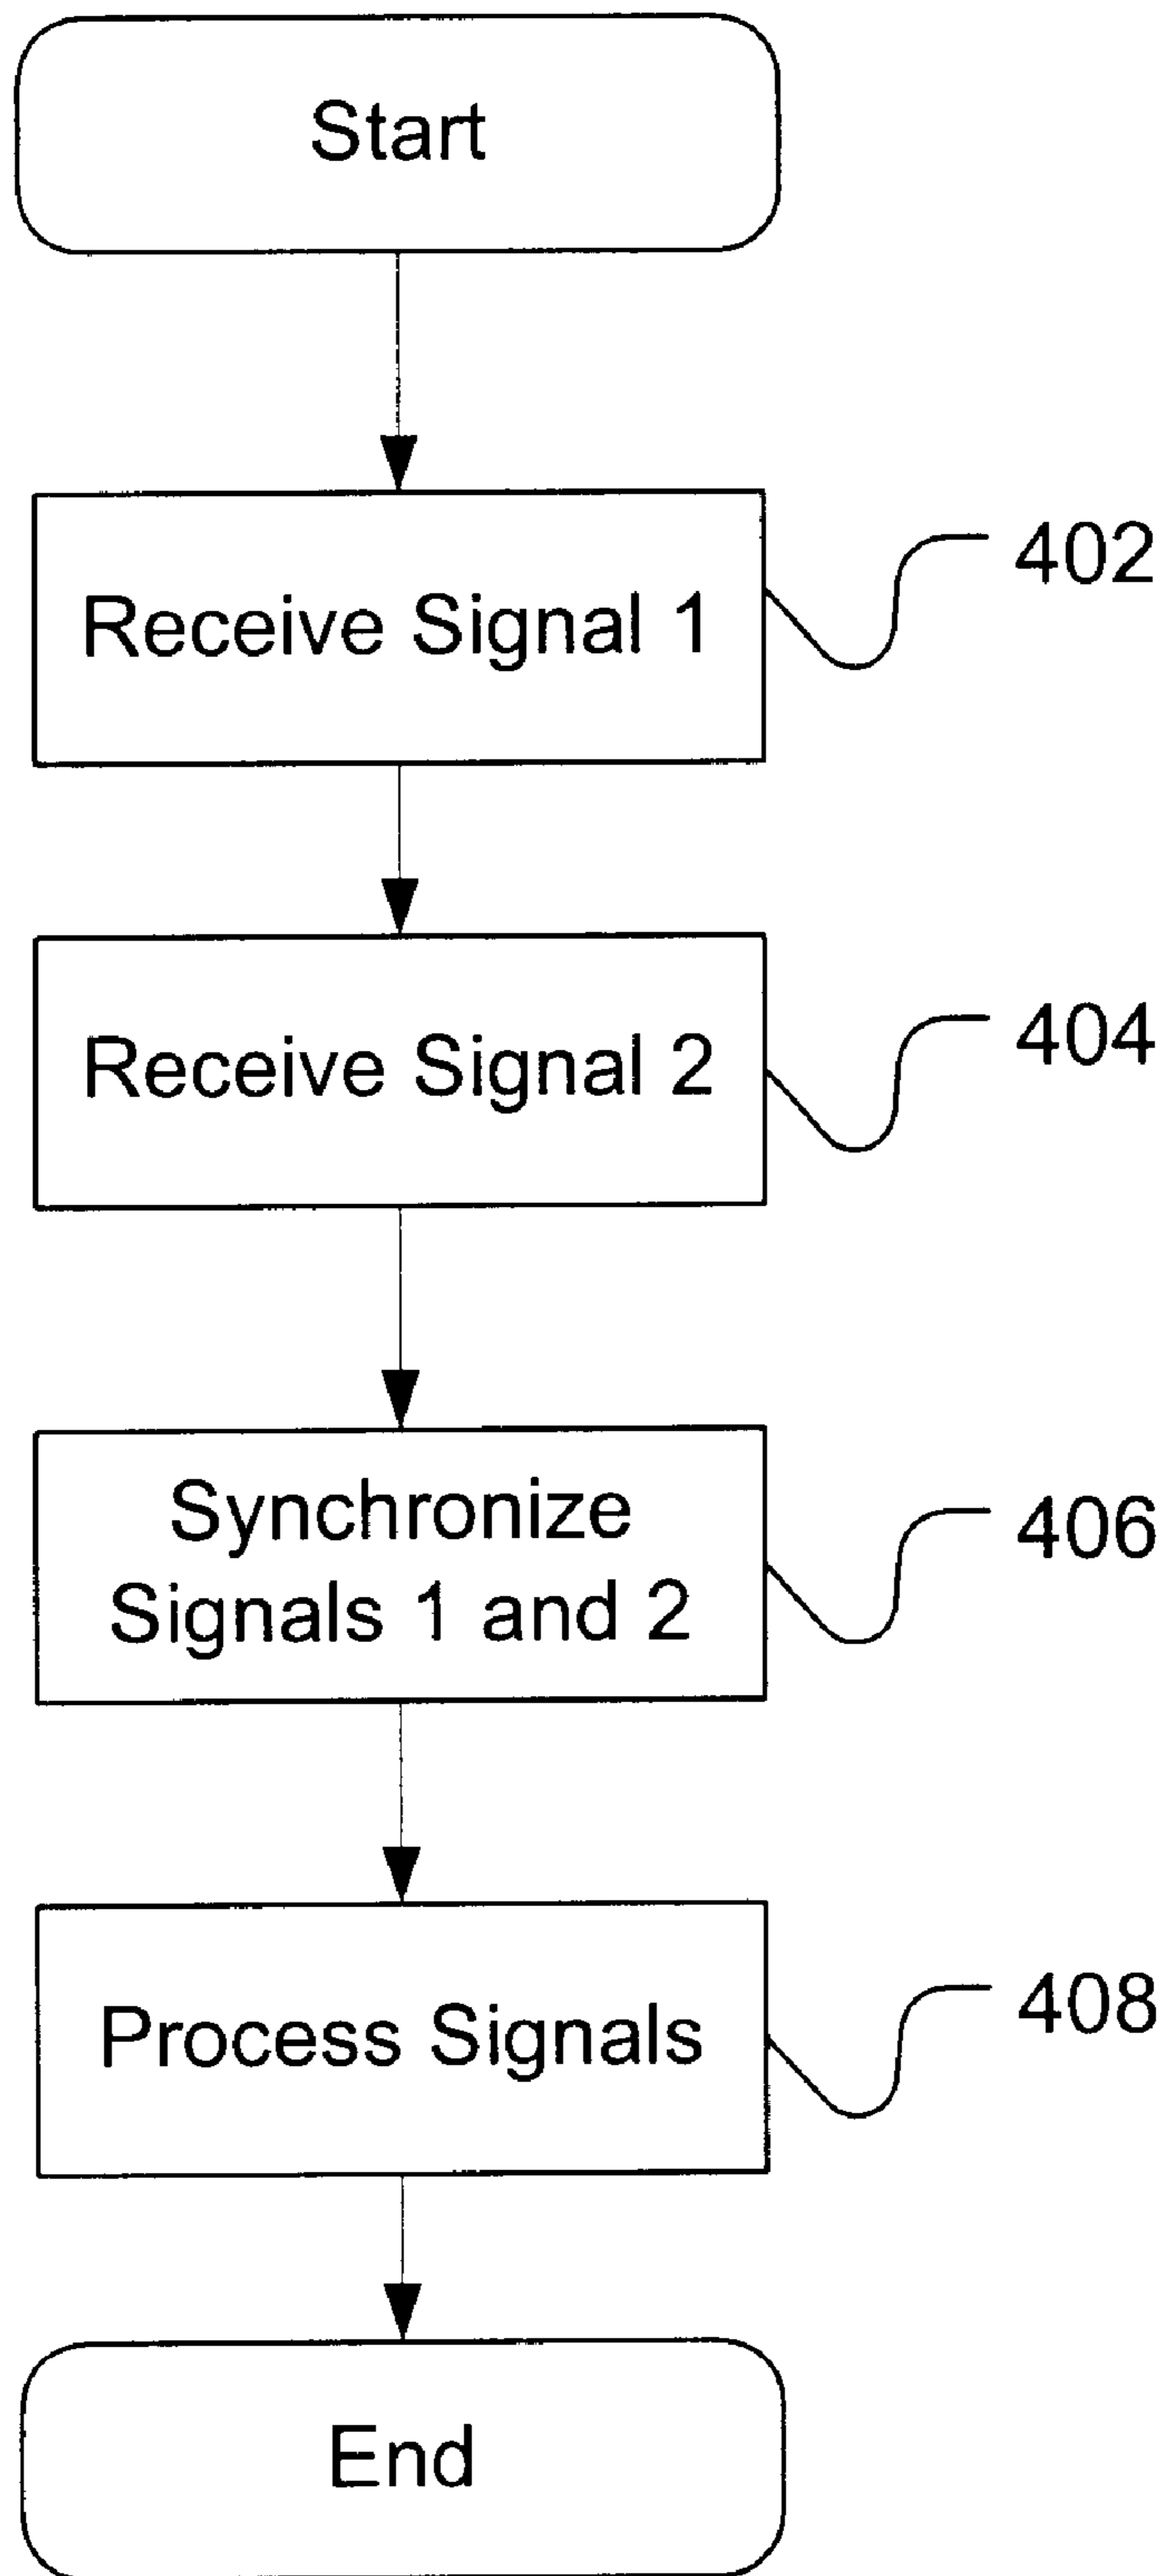 Start
Receive Signal 1
402
Receive Signal 2
404
Synchronize
Signals 1 and 2
406
Process Signals
408
End